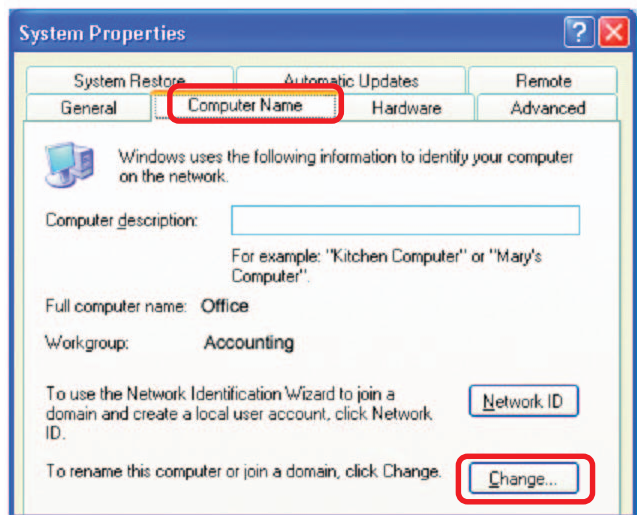 System Properties
System Restore Automatic Updates Remote
General Computer Name Hardware Advanced
Windows uses the following information to identify your computer
on the network.
Computer description:
For example: "Kitchen Computer" or "Mary's
Computer".
Full computer name: Office
Workgroup: Accounting
To use the Network Identification Wizard to join a
domain and create a local user account, click Network
ID.
Network ID
To rename this computer or join a domain, click Change.
Change...